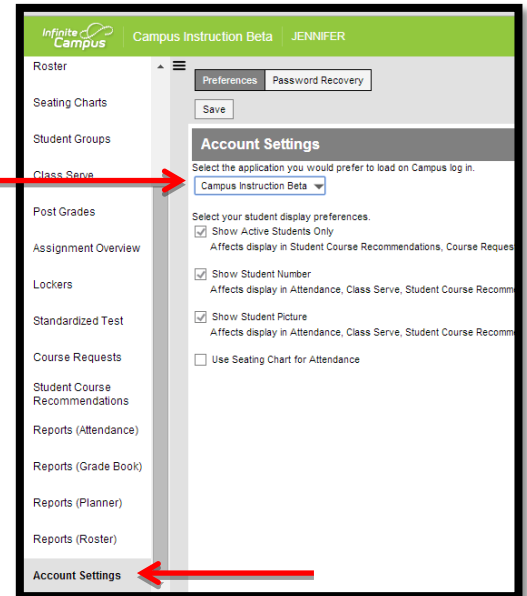 Infinite Campus
Campus Instruction Beta
JENNIFER
Roster
Seating Charts
Student Groups
Class Serve
Post Grades
Assignment Overview
Lockers
Standardized Test
Course Requests
Student Course
Recommendations
Reports (Attendance)
Reports (Grade Book)
Reports (Planner)
Reports (Roster)
Account Settings
Preferences
Password Recovery
Save
Account Settings
Select the application you would prefer to load on Campus log in.
Campus Instruction Beta
Select your student display preferences.
Show Active Students Only
Affects display in Student Course Recommendations, Course Reques
Show Student Number
Affects display in Attendance, Class Serve, Student Course Recomm
Show Student Picture
Affects display in Attendance, Class Serve, Student Course Recomm
Use Seating Chart for Attendance